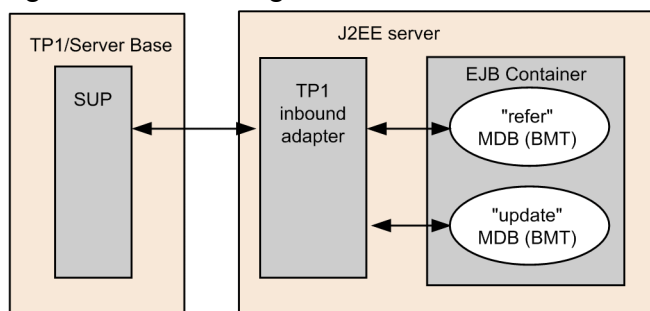 TP1/Server Base
SUP
J2EE server
TP1
inbound
adapter
EJB Container
"refer"
MDB (BMT)
"update"
MDB (BMT)